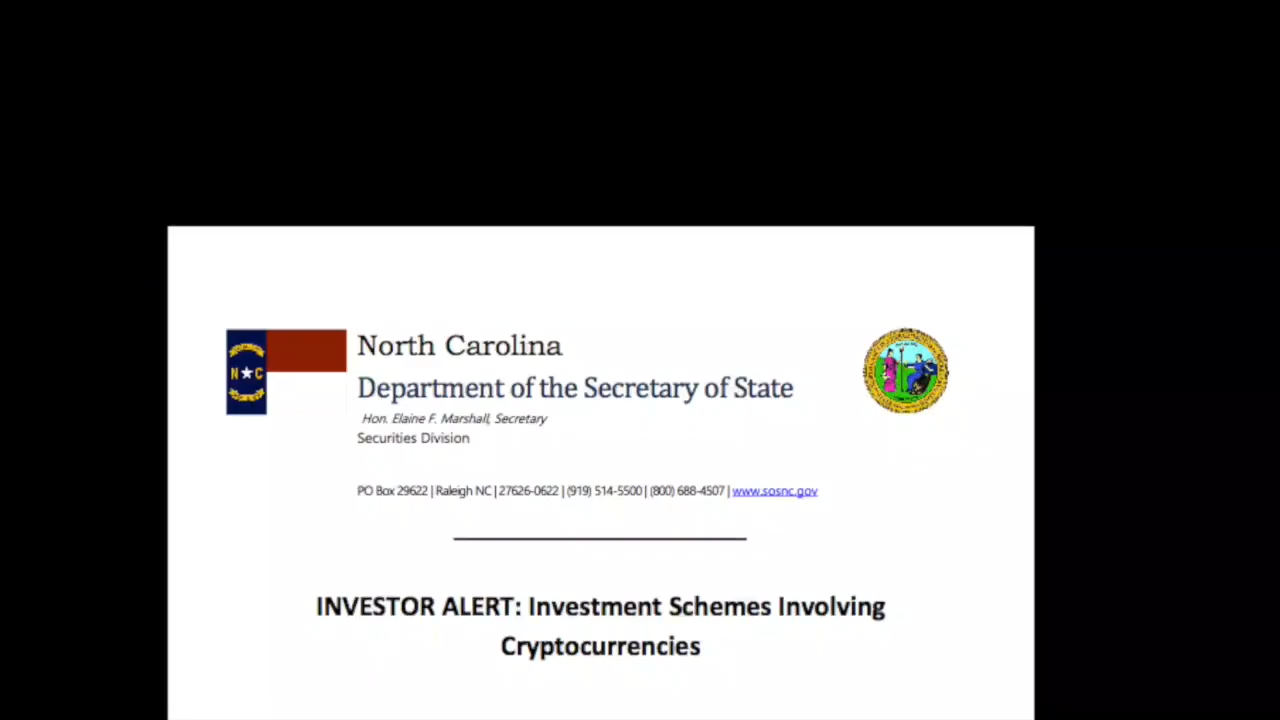 North Carolina
Department of the Secretary of State
Hon. Elaine F. Marshall, Secretary
Securities Division
PO Box 29622 | Raleigh NC | 27626-0622 | (919) 514-5500 | (800) 688-4507 | www.sosnc.gov
INVESTOR ALERT: Investment Schemes Involving
Cryptocurrencies
N C